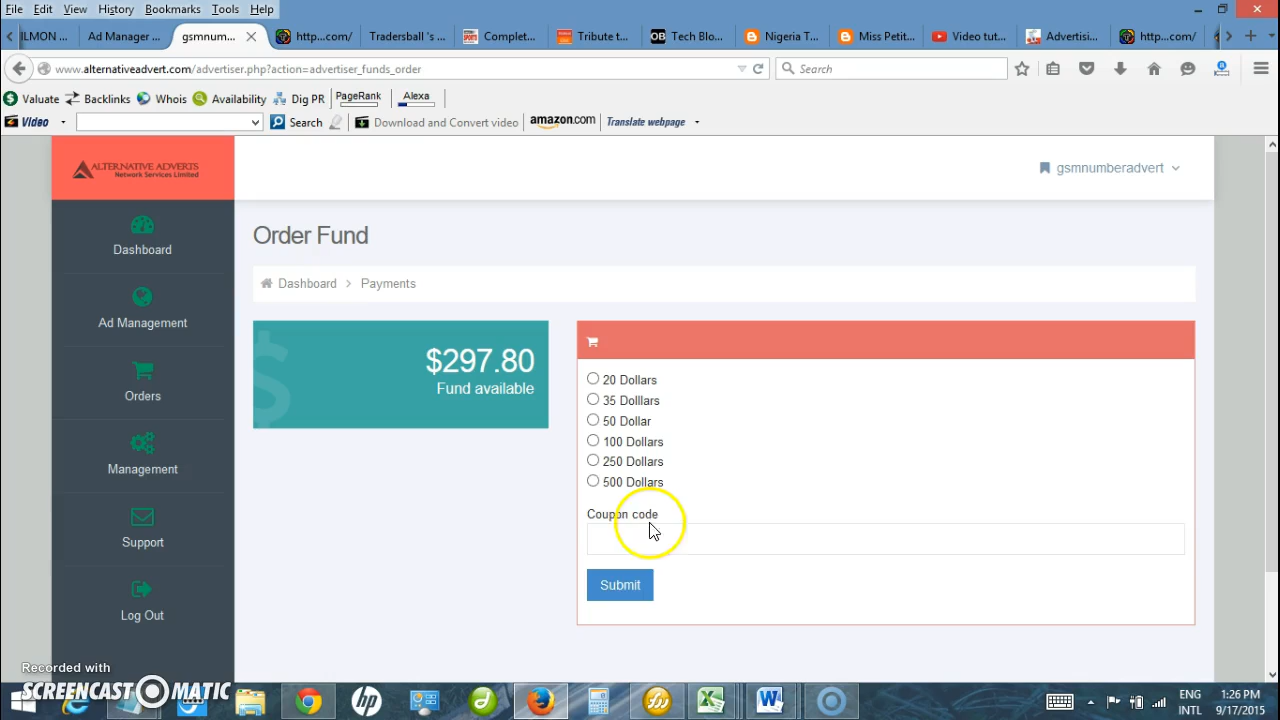 File Edit View History Bookmarks Tools Help
ILMON ... Ad Manager ... gsmnum... http...com/ Tradersball 's ... Complet... Tribute t... Tech Blo... Nigeria T... Miss Petit... Video tut... Advertisi... http...com/
www.alternativeadvert.com/advertiser.php?action=advertiser_funds_order Search
Valuate Backlinks Whois Availability Dig PR PageRank Alexa
Video Search Download and Convert video amazon.com Translate webpage
ALTERNATIVE ADVERTS
Network Services Limited
gsmnumberadvert
Dashboard
Ad Management
Orders
Management
Support
Log Out
Order Fund
Dashboard > Payments
$297.80
Fund available
20 Dollars
35 Dolllars
50 Dollar
100 Dollars
250 Dollars
500 Dollars
Coupon code
Submit
Recorded with
SCREENCAST-O-MATIC
ENG
INTL
1:26 PM
9/17/2015